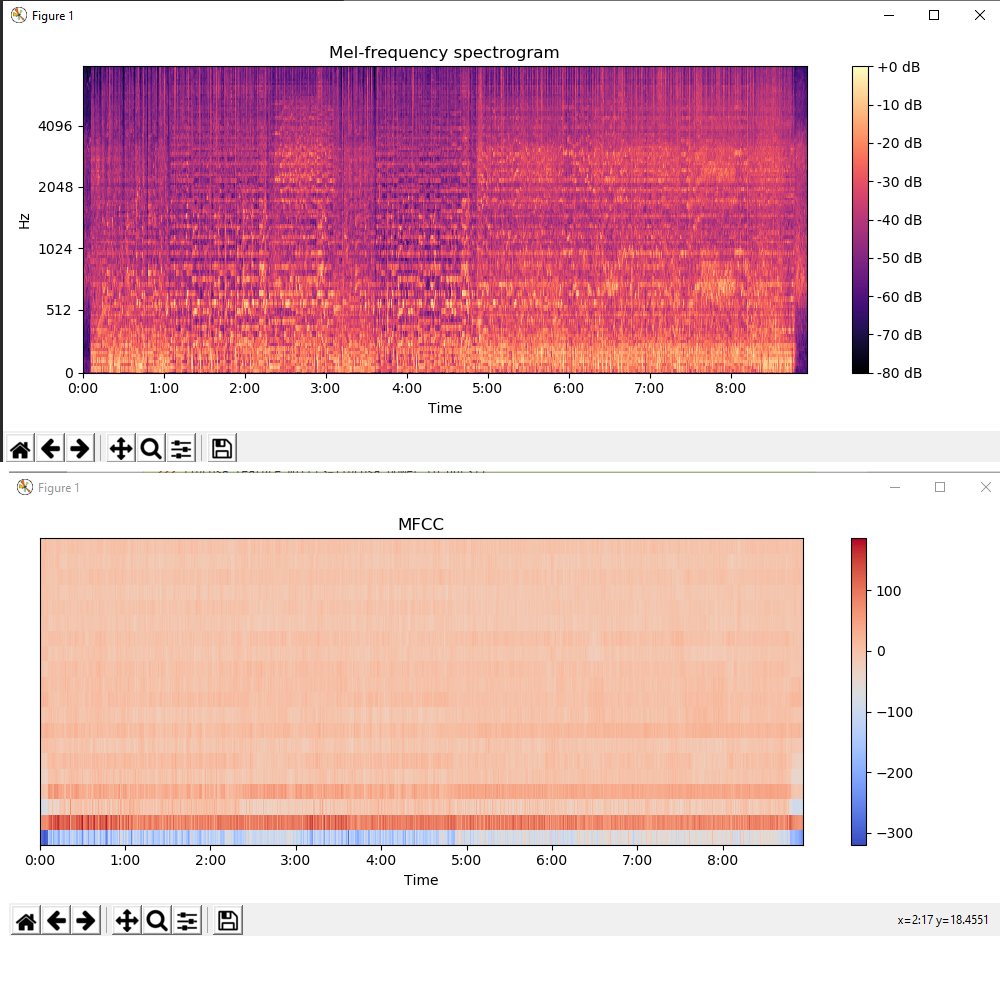 Figure 1
Mel-frequency spectrogram
+0 dB
-10 dB
4096
-20 dB
2048
-30 dB
Hz
-40 dB
1024
-50 dB
512
-60 dB
-70 dB
0
-80 dB
0:00 1:00 2:00 3:00 4:00 5:00 6:00 7:00 8:00
Time
Figure 1
MFCC
100
0
−100
−200
−300
0:00 1:00 2:00 3:00 4:00 5:00 6:00 7:00 8:00
Time
x=2:17 y=18.4551